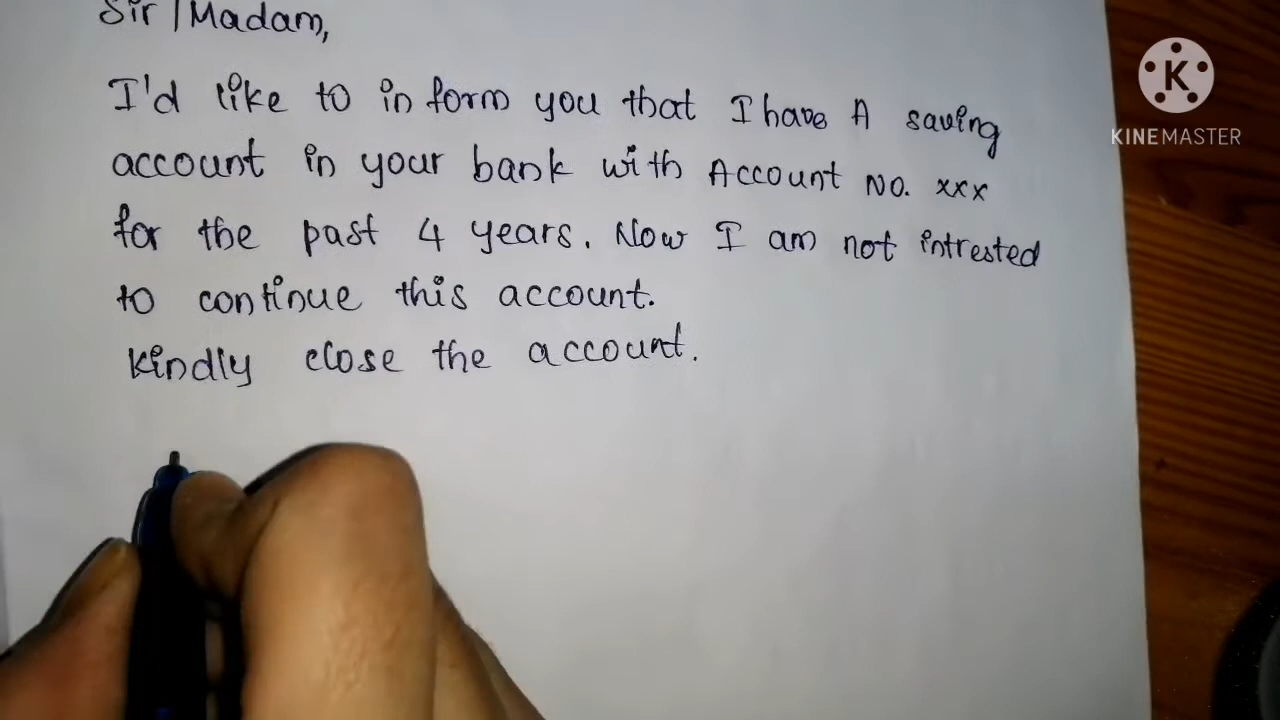 Sir/Madam,
I'd like to inform you that I have A saving
account in your bank with Account No. xxx
for the past 4 years. Now I am not intrested
to continue this account.
Kindly close the account.
K
KINEMASTER